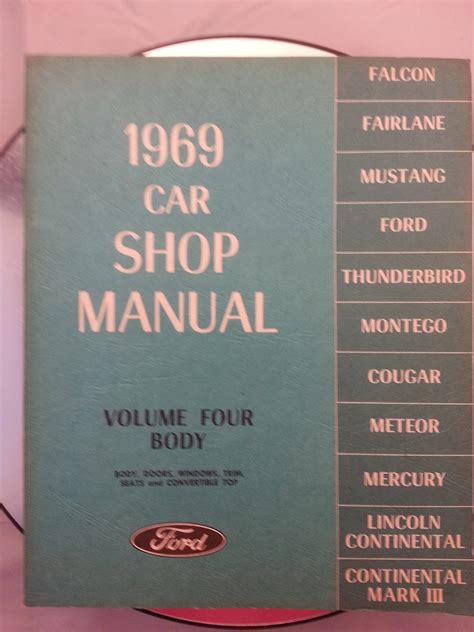 1969
CAR
SHOP
MANUAL
VOLUME FOUR
BODY
BODY, DOORS, WINDOWS, TRIM,
SEATS and CONVERTIBLE TOP
Ford
FALCON
FAIRLANE
MUSTANG
FORD
THUNDERBIRD
MONTEGO
COUGAR
METEOR
MERCURY
LINCOLN
CONTINENTAL
CONTINENTAL
MARK III